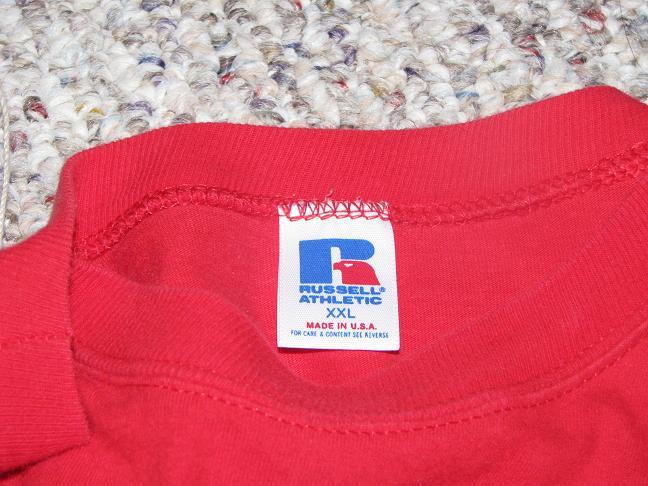 R
RUSSELL®
ATHLETIC
XXL
MADE IN U.S.A.
FOR CARE & CONTENT SEE REVERSE